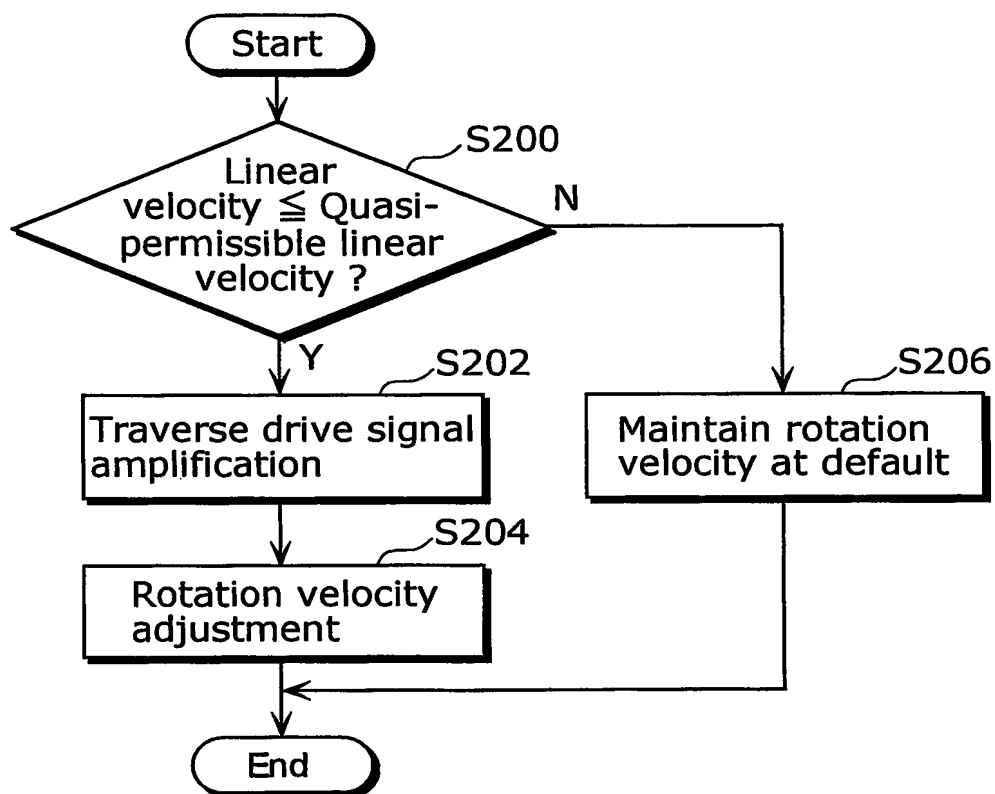 Start
S200
Linear
velocity ≦ Quasi-
permissible linear
velocity ?
N
Y
S202
Traverse drive signal
amplification
S206
Maintain rotation
velocity at default
S204
Rotation velocity
adjustment
End